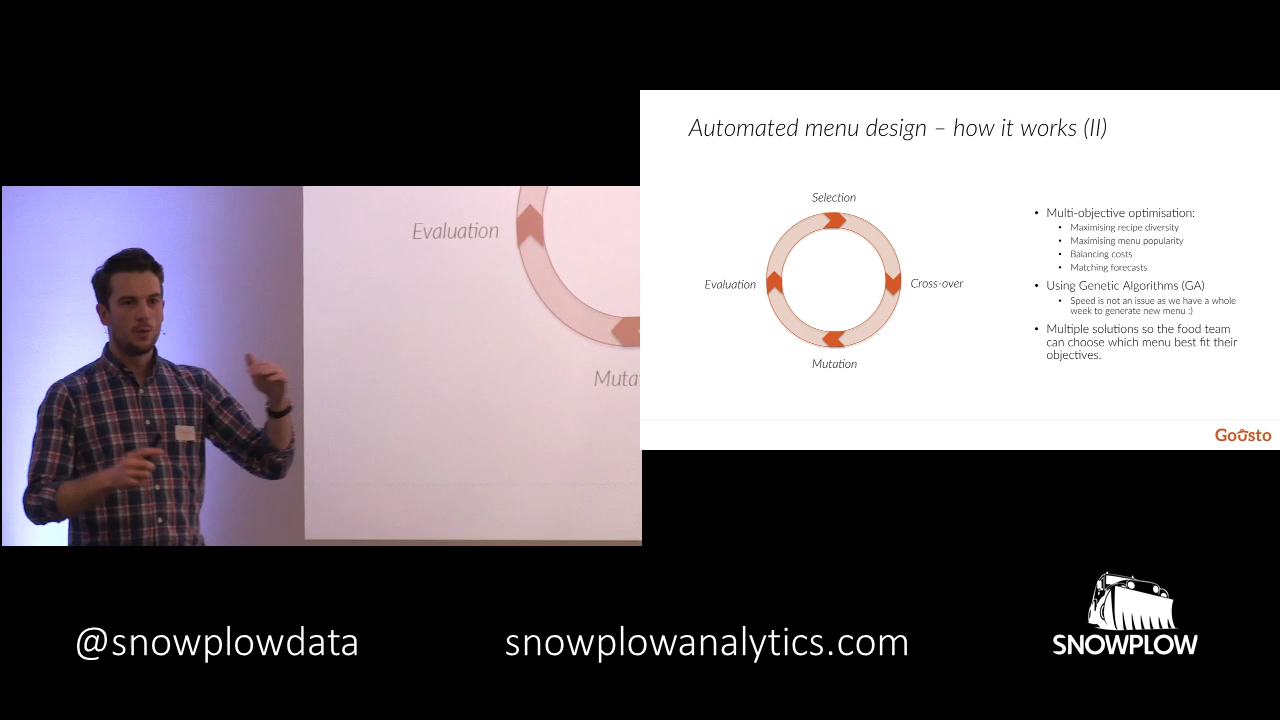 Automated menu design – how it works (II)
Selection
Evaluation
Cross-over
Mutation
• Multi-objective optimisation:
• Maximising recipe diversity
• Maximising menu popularity
• Balancing costs
• Matching forecasts
• Using Genetic Algorithms (GA)
• Speed is not an issue as we have a whole
week to generate new menu :)
• Multiple solutions so the food team
can choose which menu best fit their
objectives.
Gousto
Evaluation
Muta
@snowplowdata
snowplowanalytics.com
SNOWPLOW